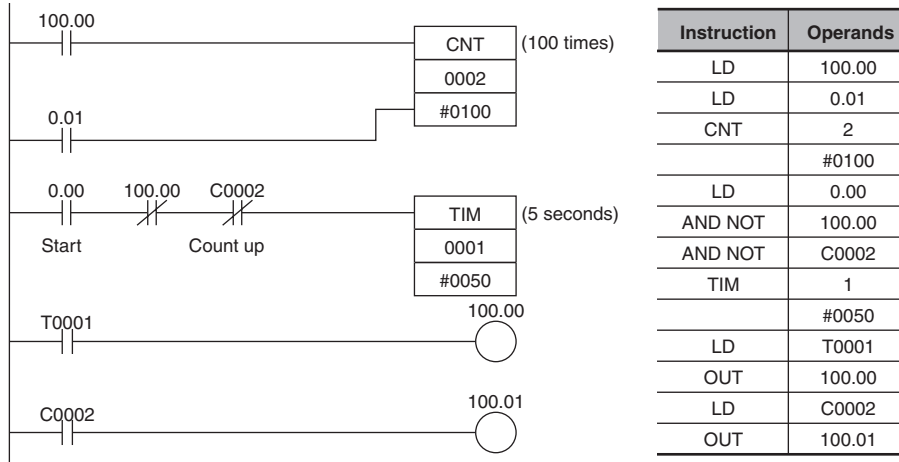 100.00
CNT (100 times)
0002
#0100
0.01
0.00 100.00 C0002
TIM (5 seconds)
Start Count up
0001
#0050
T0001
100.00
C0002
100.01
Instruction Operands
LD 100.00
LD 0.01
CNT 2
#0100
LD 0.00
AND NOT 100.00
AND NOT C0002
TIM 1
#0050
LD T0001
OUT 100.00
LD C0002
OUT 100.01